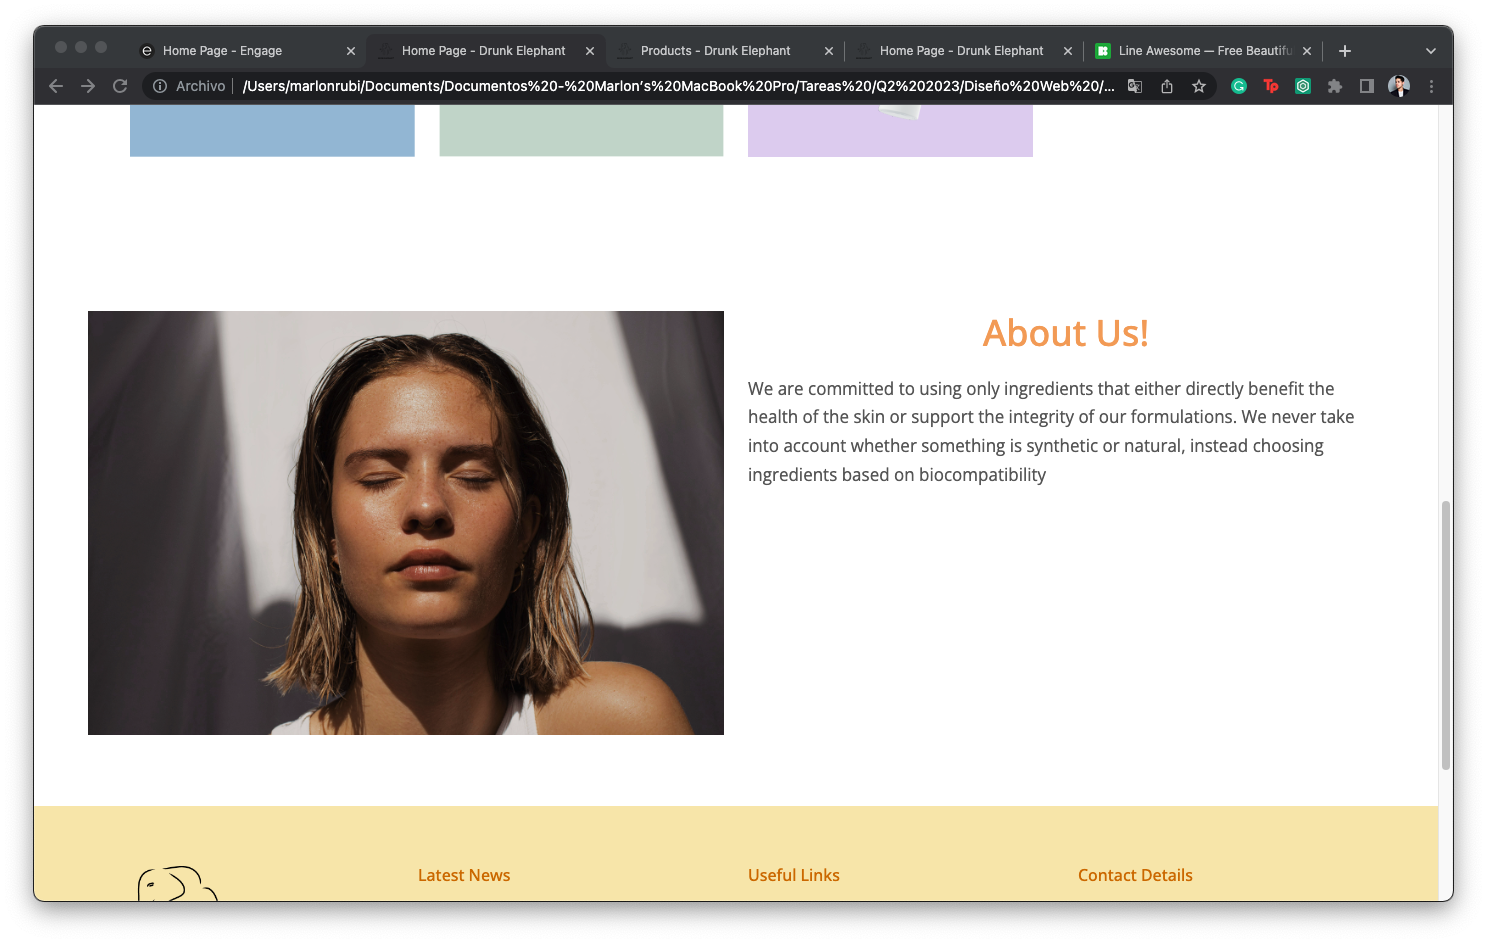 Home Page - Engage
Home Page - Drunk Elephant
Products - Drunk Elephant
Home Page - Drunk Elephant
Line Awesome — Free Beautifu
Archivo
/Users/marlonrubi/Documents/Documentos%20-%20Marlon’s%20MacBook%20Pro/Tareas%20/Q2%202023/Diseño%20Web%20/...
Tp
About Us!
We are committed to using only ingredients that either directly benefit the
health of the skin or support the integrity of our formulations. We never take
into account whether something is synthetic or natural, instead choosing
ingredients based on biocompatibility
Latest News
Useful Links
Contact Details